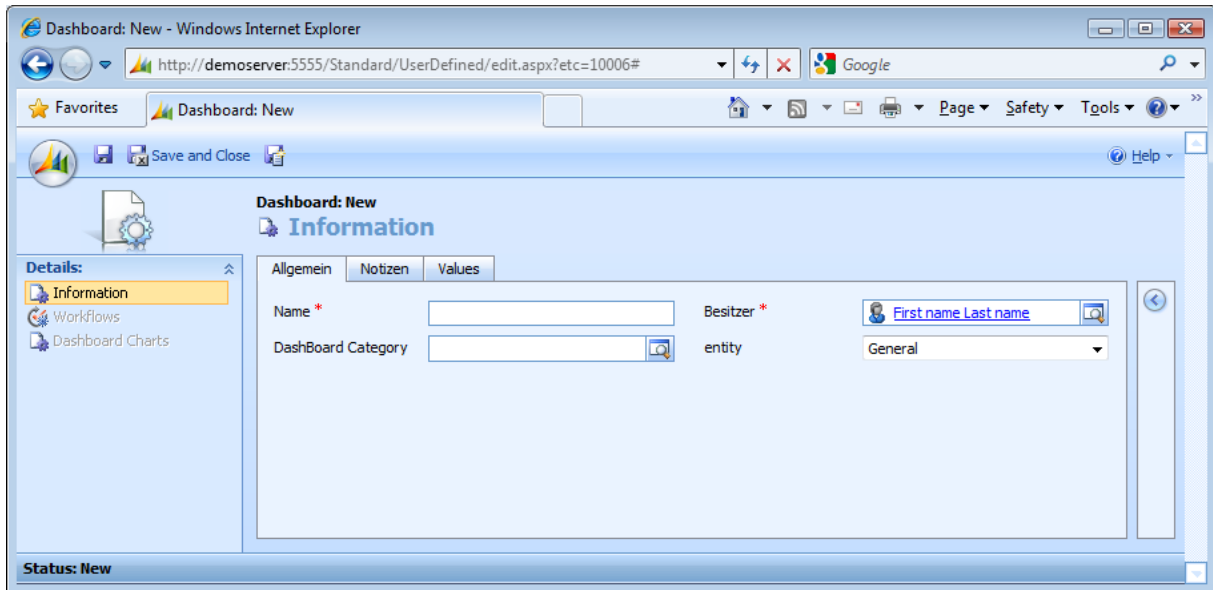 Dashboard: New - Windows Internet Explorer
http://demoserver:5555/Standard/UserDefined/edit.aspx?etc=10006#
Google
Favorites
Dashboard: New
Page
Safety
Tools
Save and Close
Help
Dashboard: New
Information
Details:
Information
Workflows
Dashboard Charts
Allgemein Notizen Values
Name * Besitzer * First name Last name
DashBoard Category entity General
Status: New